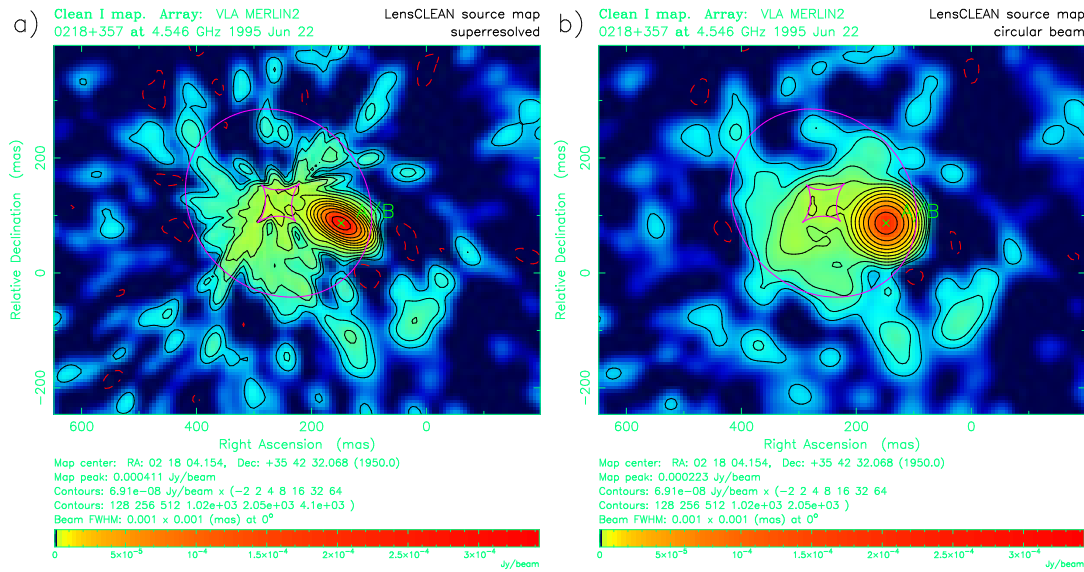 a)
Clean I map. Array: VLA MERLIN2
0218+357 at 4.546 GHz 1995 Jun 22
LensCLEAN source map
superresolved
Relative Declination (mas)
200
0
−200
B
600
400
200
0
Right Ascension (mas)
Map center: RA: 02 18 04.154, Dec: +35 42 32.068 (1950.0)
Map peak: 0.000411 Jy/beam
Contours: 6.91e−08 Jy/beam x (−2 2 4 8 16 32 64
Contours: 128 256 512 1.02e+03 2.05e+03 4.1e+03 )
Beam FWHM: 0.001 x 0.001 (mas) at 0°
5×10⁻⁵
10⁻⁴
1.5×10⁻⁴
2×10⁻⁴
2.5×10⁻⁴
3×10⁻⁴
Jy/beam
b)
Clean I map. Array: VLA MERLIN2
0218+357 at 4.546 GHz 1995 Jun 22
LensCLEAN source map
circular beam
Relative Declination (mas)
200
0
−200
B
600
400
200
0
Right Ascension (mas)
Map center: RA: 02 18 04.154, Dec: +35 42 32.068 (1950.0)
Map peak: 0.000223 Jy/beam
Contours: 6.91e−08 Jy/beam x (−2 2 4 8 16 32 64
Contours: 128 256 512 1.02e+03 2.05e+03 )
Beam FWHM: 0.001 x 0.001 (mas) at 0°
5×10⁻⁵
10⁻⁴
1.5×10⁻⁴
2×10⁻⁴
2.5×10⁻⁴
3×10⁻⁴
Jy/beam